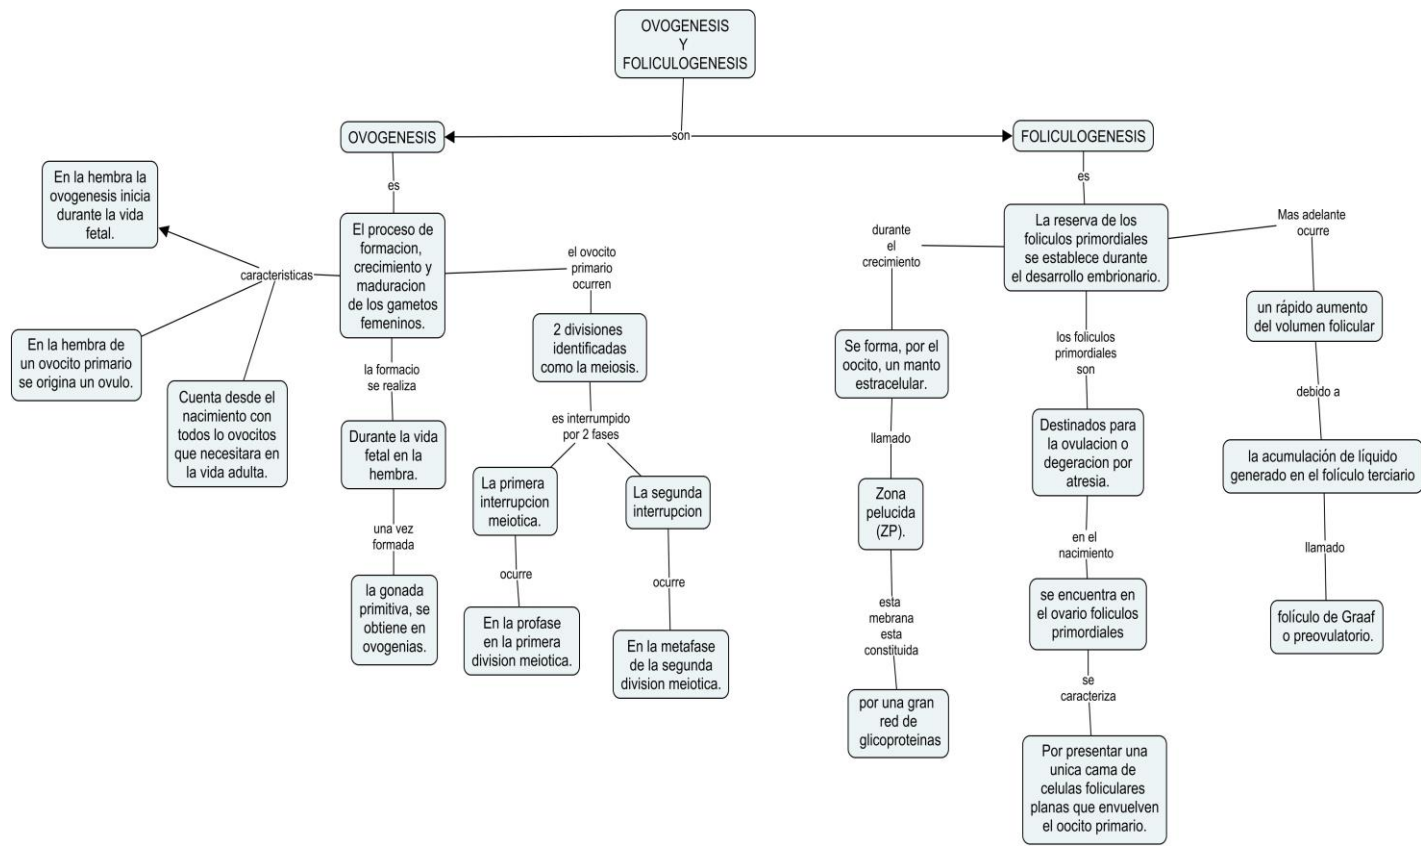 OVOGENESIS
Y
FOLICULOGENESIS
son
OVOGENESIS
es
El proceso de
formacion,
crecimiento y
maduracion
de los gametos
femeninos.
caracteristicas
En la hembra la
ovogenesis inicia
durante la vida
fetal.
En la hembra de
un ovocito primario
se origina un ovulo.
Cuenta desde el
nacimiento con
todos lo ovocitos
que necesitara en
la vida adulta.
la formacio
se realiza
Durante la vida
fetal en la
hembra.
una vez
formada
la gonada
primitiva, se
obtiene en
ovogenias.
el ovocito
primario
ocurren
2 divisiones
identificadas
como la meiosis.
es interrumpido
por 2 fases
La primera
interrupcion
meiotica.
ocurre
En la profase
en la primera
division meiotica.
La segunda
interrupcion
ocurre
En la metafase
de la segunda
division meiotica.
FOLICULOGENESIS
es
La reserva de los
foliculos primordiales
se establece durante
el desarrollo embrionario.
durante
el
crecimiento
Se forma, por el
oocito, un manto
estracelular.
llamado
Zona
pelucida
(ZP).
esta
mebrana
esta
constituida
por una gran
red de
glicoproteinas
los foliculos
primordiales
son
Destinados para
la ovulacion o
degeracion por
atresia.
en el
nacimiento
se encuentra en
el ovario foliculos
primordiales
se
caracteriza
Por presentar una
unica cama de
celulas foliculares
planas que envuelven
el oocito primario.
Mas adelante
ocurre
un rápido aumento
del volumen folicular
debido a
la acumulación de líquido
generado en el folículo terciario
llamado
folículo de Graaf
o preovulatorio.